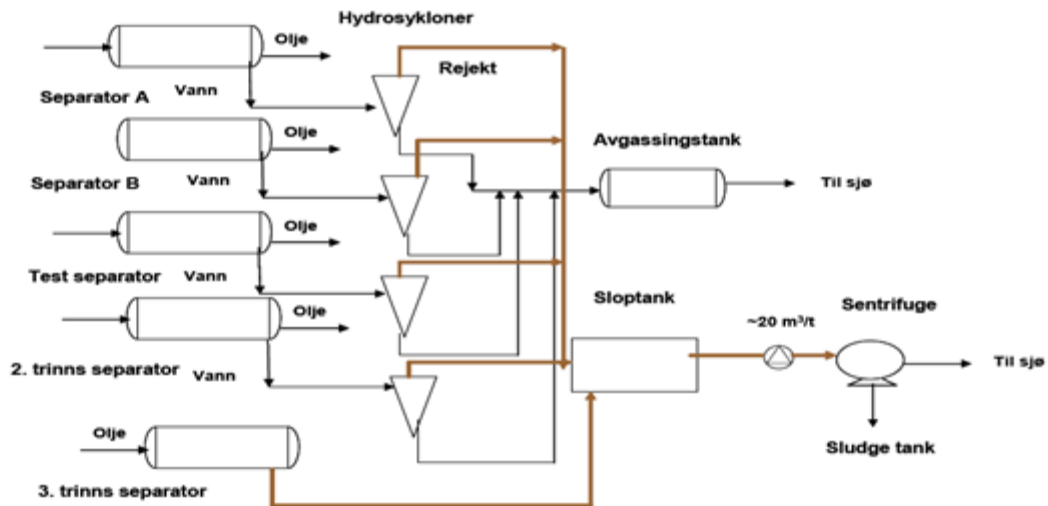 Hydrosykloner
Olje
Rejekt
Vann
Separator A
Olje
Avgassingstank
Vann
Separator B
Til sjø
Olje
Test separator
Vann
Sloptank
Sentrifuge
Olje
~20 m³/t
2. trinns separator
Vann
Til sjø
Olje
Sludge tank
3. trinns separator